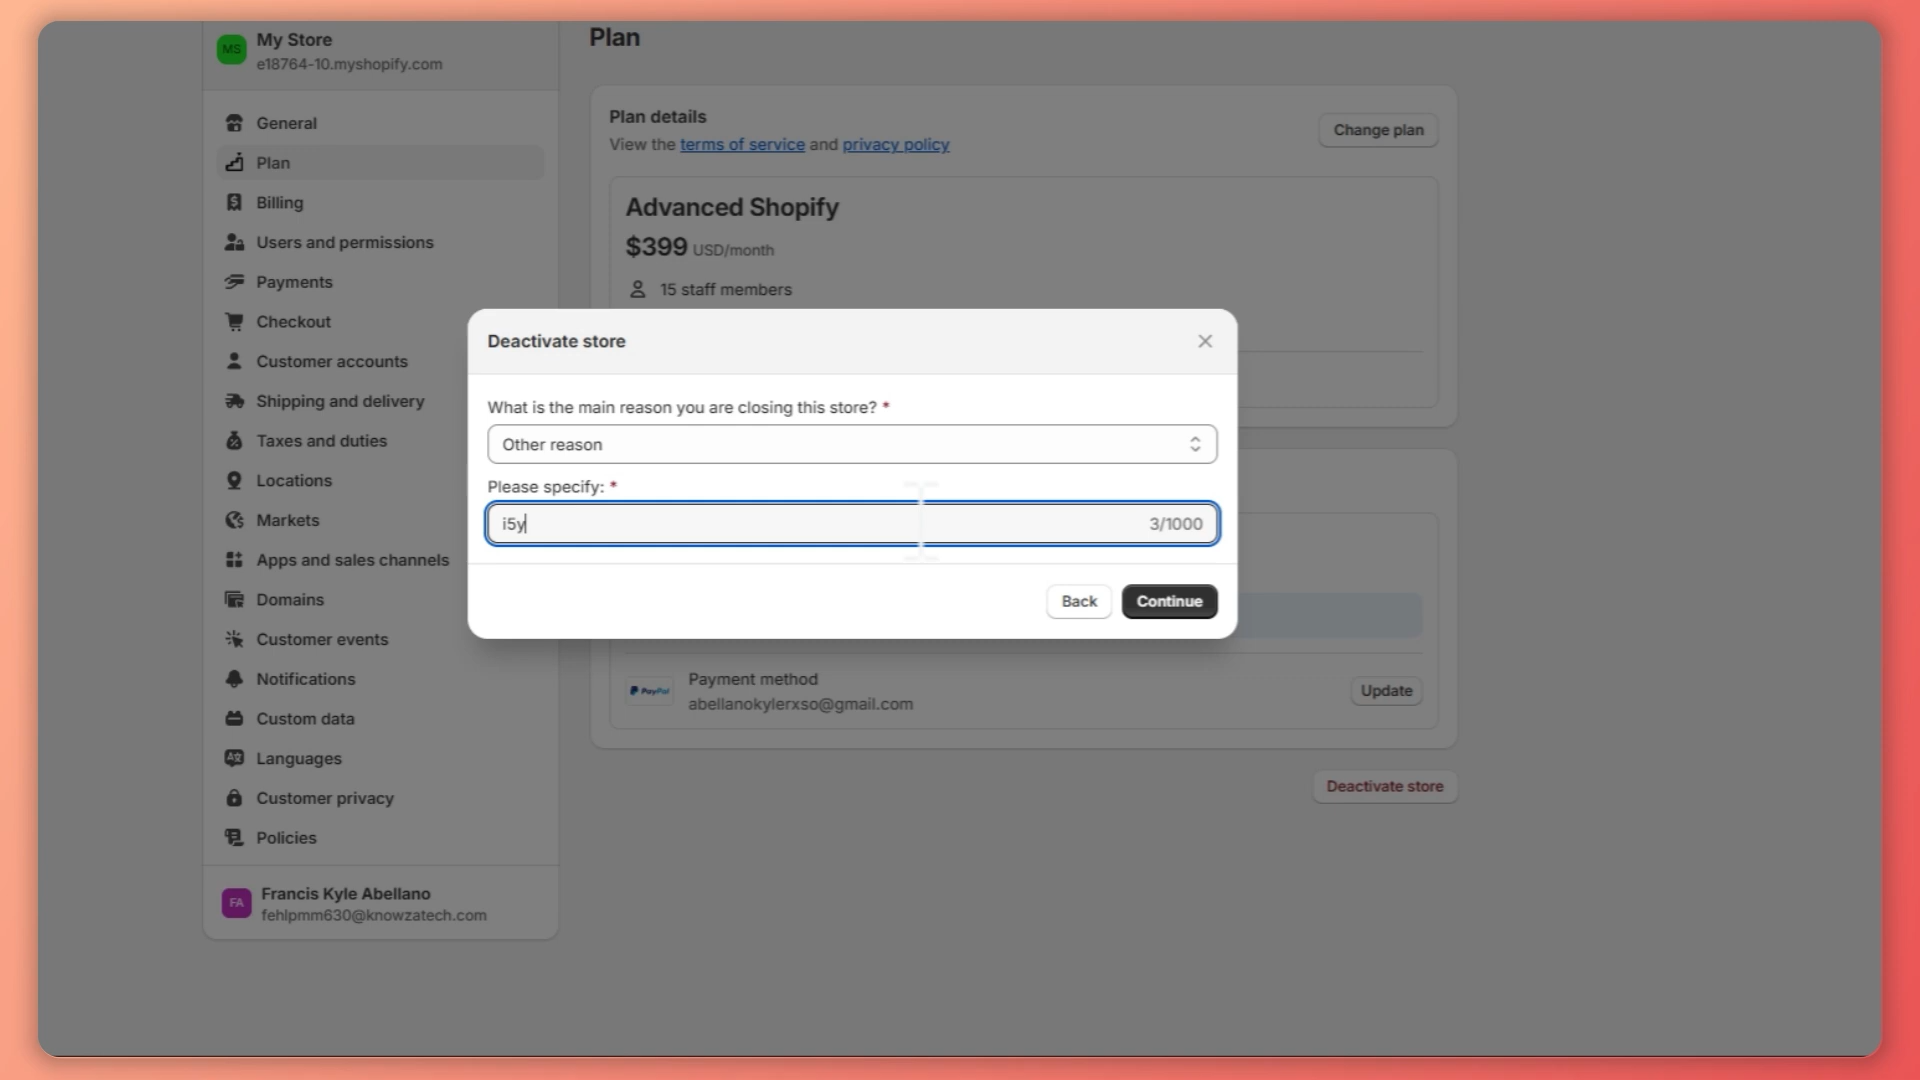 MS
My Store
e18764-10.myshopify.com
General
Plan
Billing
Users and permissions
Payments
Checkout
Customer accounts
Shipping and delivery
Taxes and duties
Locations
Markets
Apps and sales channels
Domains
Customer events
Notifications
Custom data
Languages
Customer privacy
Policies
FA
Francis Kyle Abellano
fehlpmm630@knowzatech.com
Plan
Plan details
View the terms of service and privacy policy
Change plan
Advanced Shopify
$399 USD/month
15 staff members
Deactivate store
What is the main reason you are closing this store? *
Other reason
Please specify: *
i5y
3/1000
Back
Continue
PayPal
Payment method
abellanokylerxso@gmail.com
Update
Deactivate store